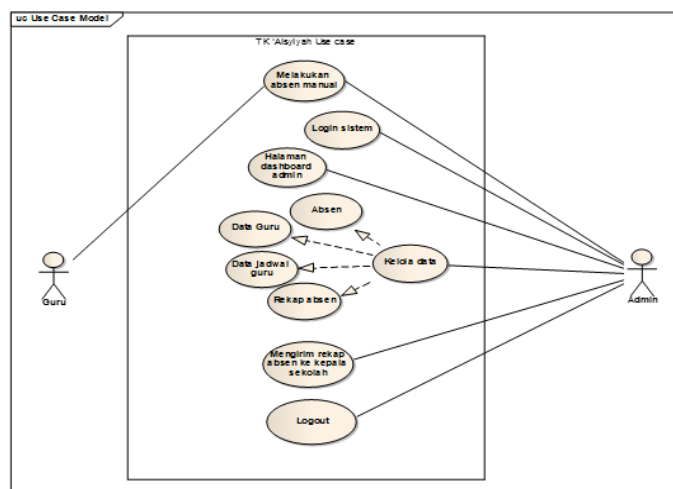 uc Use Case Model
TK 'Aisyiyah Use case
Melakukan
absen manual
Login sistem
Halaman
dashboard
admin
Absen
Data Guru
Data jadwal
guru
Kelola data
Rekap absen
Guru
Admin
Mengirim rekap
absen ke kepala
sekolah
Logout